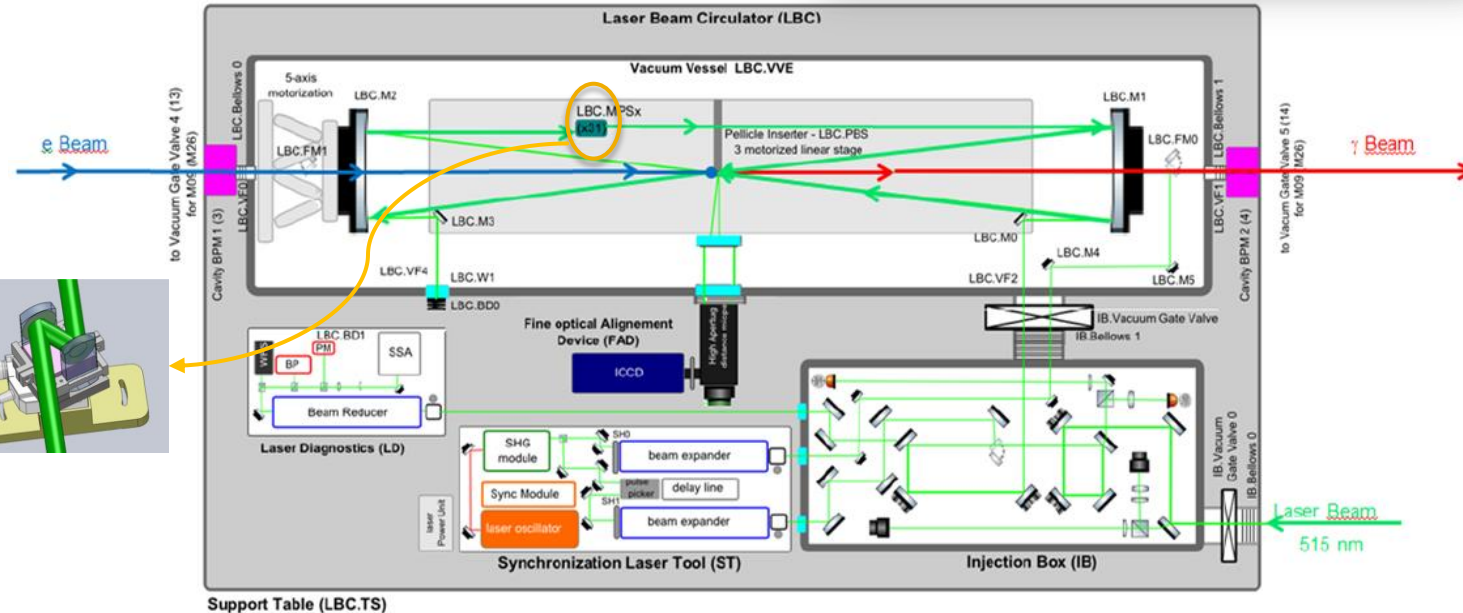 Laser Beam Circulator (LBC)
Vacuum Vessel LBC.VVE
5-axis
motorization
LBC.M2
LBC.MPSx
(x31)
LBC.M1
LBC.Bellows 0
LBC.Bellows 1
to Vacuum Gate Valve 4 (13)
for M09 (M26)
to Vacum Gate Valve 5 (14)
for M09 (M26)
Pellicle Inserter - LBC.PBS
3 motorized linear stage
LBC.FM0
LBC.FM1
e Beam
γ Beam
LBC.VF0
LBC.VF1
LBC.M3
LBC.M0
LBC.M4
LBC.M5
Cavity BPM 1 (3)
Cavity BPM 2 (4)
LBC.VF4
LBC.W1
LBC.VF2
LBC.BD0
Fine optical Alignement
Device (FAD)
High Apertug
distance
IB.Vacuum Gate Valve
IB.Bellows 1
ICCD
LBC.BD1
PM
BP
SSA
Beam Reducer
Laser Diagnostics (LD)
SHG
module
SH0
beam expander
Sync Module
pulse
picker
delay line
SH1
laser oscillator
beam expander
laser
Power Unit
Synchronization Laser Tool (ST)
Injection Box (IB)
IB.Vacuum
Gate Valve 0
IB.Bellows 0
Laser Beam
515 nm
Support Table (LBC.TS)